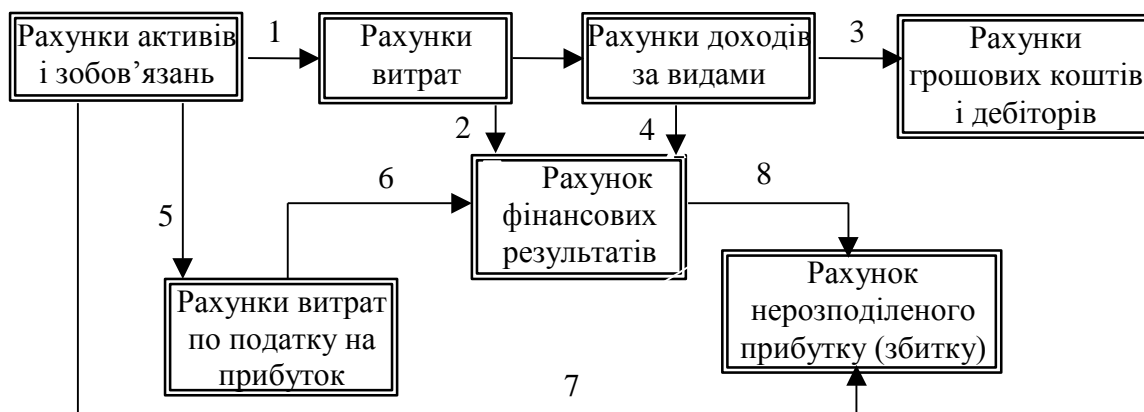 Рахунки активів
і зобов’язань
1
Рахунки
витрат
Рахунки доходів
за видами
3
Рахунки
грошових коштів
і дебіторів
2
4
5
6
Рахунок
фінансових
результатів
8
Рахунки витрат
по податку на
прибуток
Рахунок
нерозподіленого
прибутку (збитку)
7